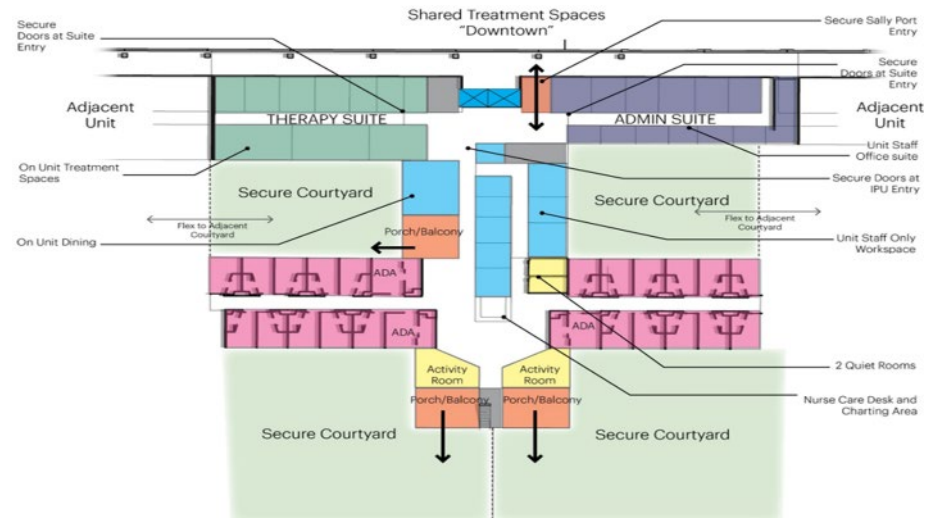 Shared Treatment Spaces
"Downtown"
Secure
Doors at Suite
Entry
Secure Sally Port
Entry
Secure
Doors at Suite
Entry
Adjacent
Unit
THERAPY SUITE
ADMIN SUITE
Adjacent
Unit
Unit Staff
Office suite
On Unit Treatment
Spaces
Secure Courtyard
Secure Courtyard
Secure Doors at
IPU Entry
Flex to Adjacent
Courtyard
Flex to Adjacent
Courtyard
On Unit Dining
Porch/Balcony
Unit Staff Only
Workspace
ADA
ADA
ADA
2 Quiet Rooms
Activity
Room
Activity
Room
Porch/Balcony
Porch/Balcony
Nurse Care Desk and
Charting Area
Secure Courtyard
Secure Courtyard